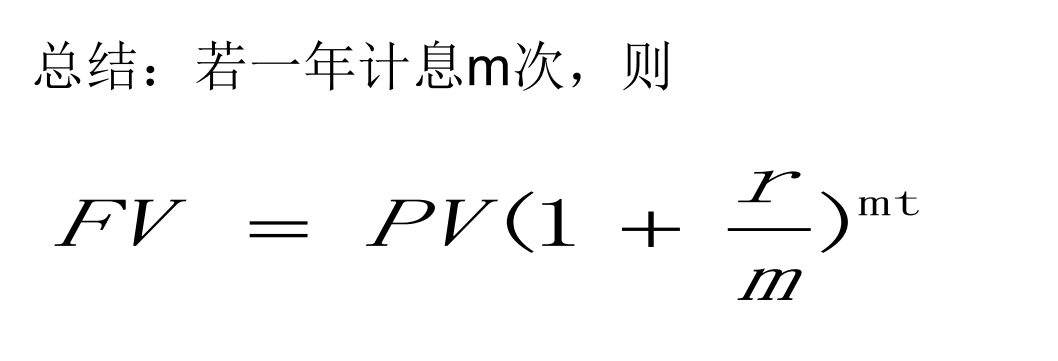 总结：若一年计息m次，则
FV = PV(1 + r/m)^mt